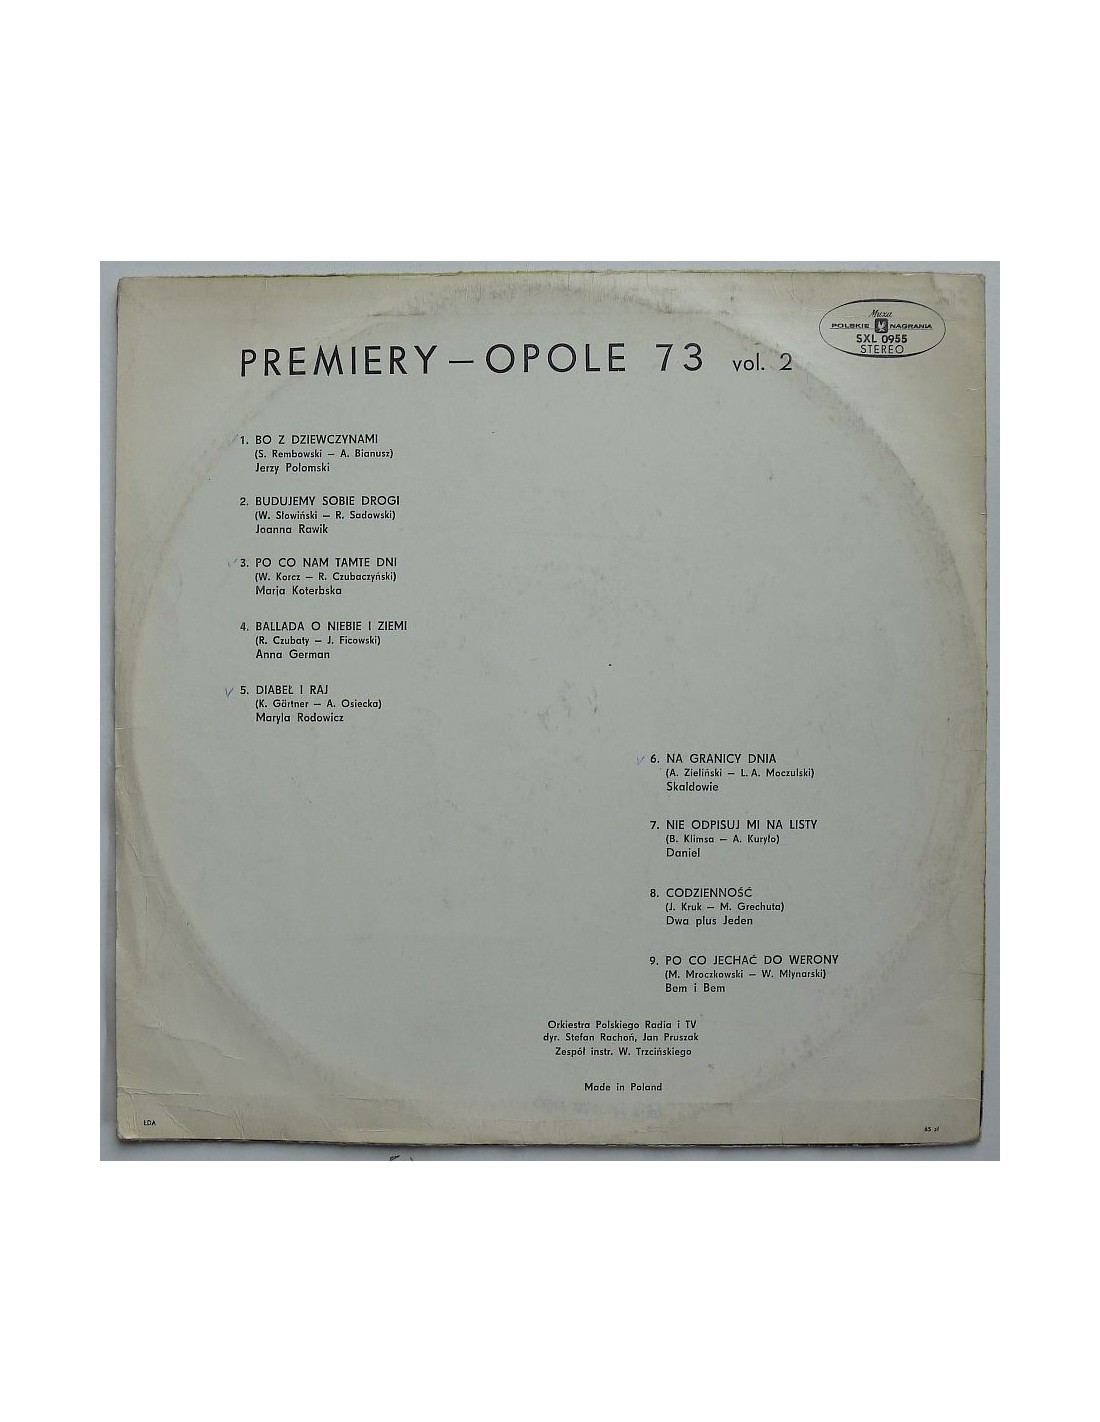 Muza
POLSKIE NAGRANIA
SXL 0955
STEREO
PREMIERY — OPOLE 73 vol. 2
1. BO Z DZIEWCZYNAMI
(S. Rembowski — A. Bianusz)
Jerzy Połomski
2. BUDUJEMY SOBIE DROGI
(W. Słowiński — R. Sadowski)
Joanna Rawik
3. PO CO NAM TAMTE DNI
(W. Korcz — R. Czubaczyński)
Marja Koterbska
4. BALLADA O NIEBIE I ZIEMI
(R. Czubaty — J. Ficowski)
Anna German
5. DIABEŁ I RAJ
(K. Gärtner — A. Osiecka)
Maryla Rodowicz
6. NA GRANICY DNIA
(A. Zieliński — L. A. Moczulski)
Skaldowie
7. NIE ODPISUJ MI NA LISTY
(B. Klimsa — A. Kuryło)
Daniel
8. CODZIENNOŚĆ
(J. Kruk — M. Grechuta)
Dwa plus Jeden
9. PO CO JECHAĆ DO WERONY
(M. Mroczkowski — W. Młynarski)
Bem i Bem
Orkiestra Polskiego Radia i TV
dyr. Stefan Rachoń, Jan Pruszak
Zespół instr. W. Trzcińskiego
Made in Poland
ŁDA
65 zł